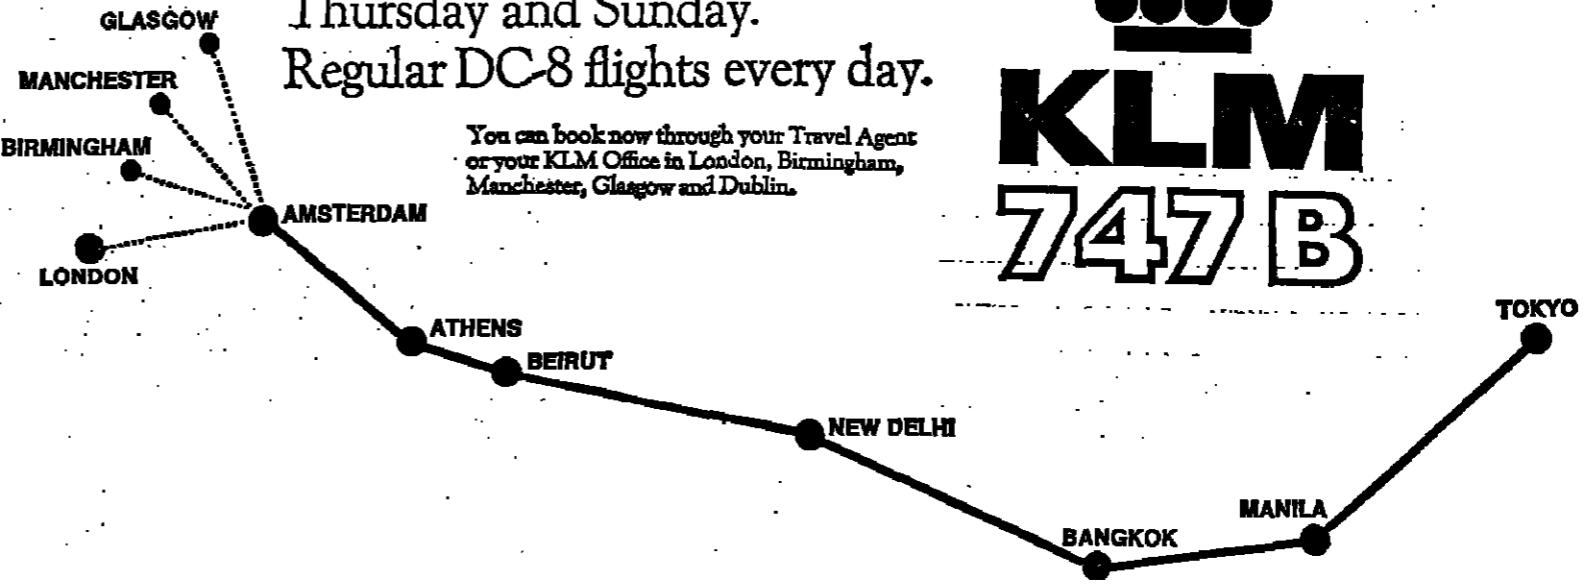 GLASGOW
Thursday and Sunday.
Regular DC-8 flights every day.
MANCHESTER
KLM
You can book now through your Travel Agent
or your KLM Office in London, Birmingham,
Manchester, Glasgow and Dublin.
BIRMINGHAM
747B
AMSTERDAM
LONDON
TOKYO
ATHENS
BEIRUT
NEW DELHI
MANILA
BANGKOK